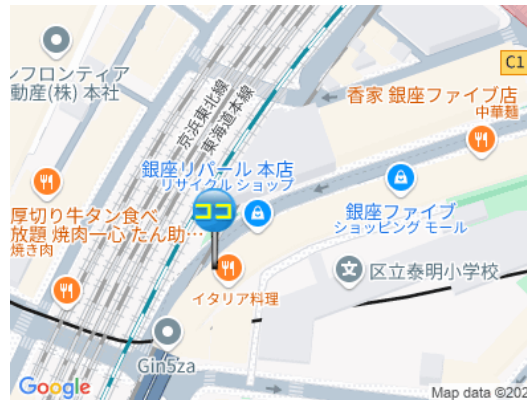 C1
ンフロンティア
動産(株) 本社
京浜東北線
東海道本線
香家 銀座ファイブ店
中華麺
銀座リパール 本店
リサイクル ショップ
ココ
銀座ファイブ
ショッピング モール
厚切り牛タン食べ
放題 焼肉一心 たん助…
焼き肉
イタリア料理
文
区立泰明小学校
Gin5za
Google
Map data ©202